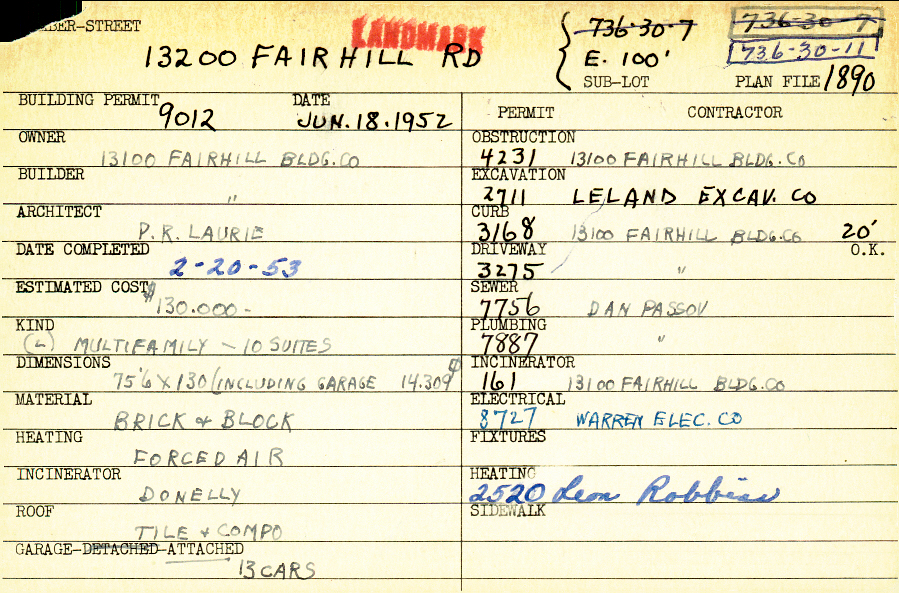 NUMBER-STREET
LANDMARK
13200 FAIRHILL RD
736-30-7
E. 100'
SUB-LOT
736-30-7
736-30-11
PLAN FILE 1890
BUILDING PERMIT 9012 DATE JUN.18.1952
OWNER
13100 FAIRHILL BLDG.CO
BUILDER
"
ARCHITECT
P.R. LAURIE
DATE COMPLETED
2-20-53
ESTIMATED COST
$130.000-
KIND
(L) MULTIFAMILY - 10 SUITES
DIMENSIONS
75'6 X 130 (INCLUDING GARAGE 14.309
MATERIAL
BRICK & BLOCK
HEATING
FORCED AIR
INCINERATOR
DONELLY
ROOF
TILE & COMPO
GARAGE-DETACHED-ATTACHED
13 CARS
PERMIT CONTRACTOR
OBSTRUCTION
4231 13100 FAIRHILL BLDG.CO
EXCAVATION
2711 LELAND EXCAV. CO
CURB
3168 13100 FAIRHILL BLDG.CO 20'
DRIVEWAY O.K.
3275 "
SEWER
7756 DAN PASSOV
PLUMBING
7887 "
INCINERATOR
161 13100 FAIRHILL BLDG.CO
ELECTRICAL
8727 WARREN ELEC. CO
FIXTURES
HEATING
2520 Leon Robbins
SIDEWALK